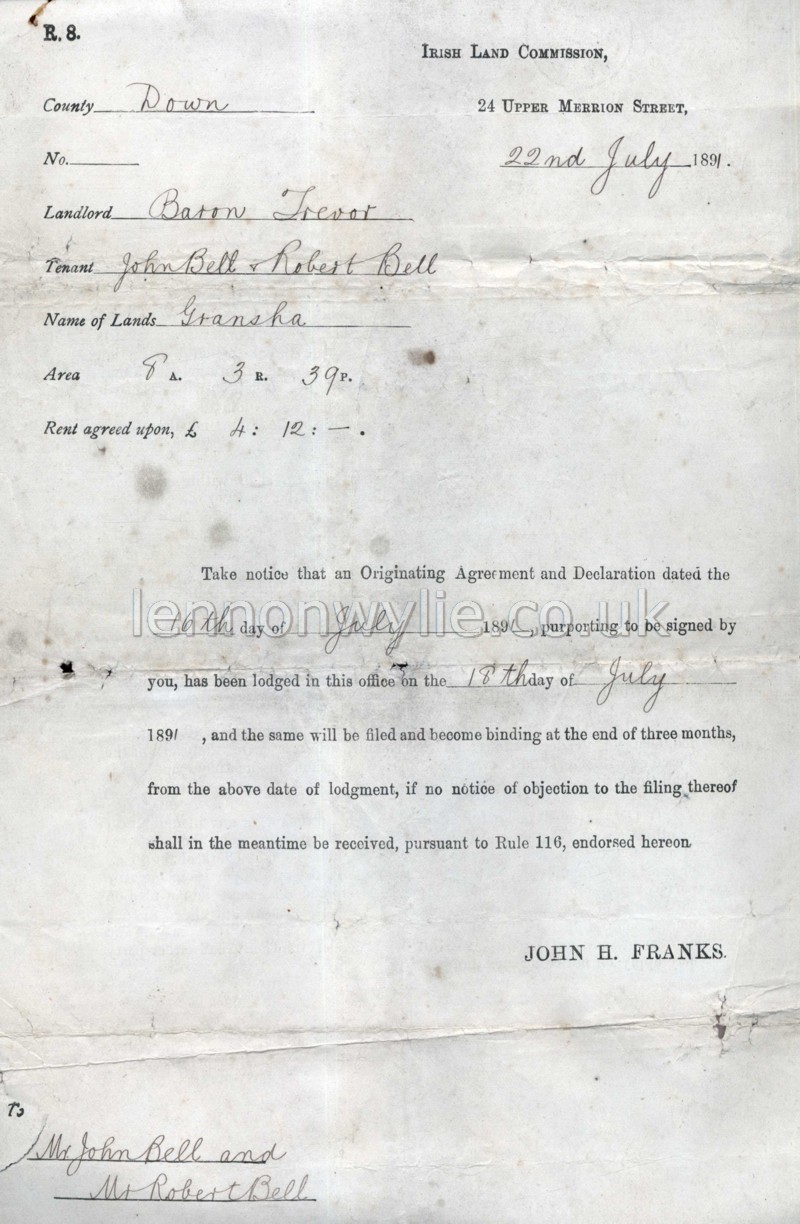 R. 8.
IRISH LAND COMMISSION,
County Down
24 UPPER MERRION STREET,
No.
22nd July 1891.
Landlord Baron Trevor
Tenant John Bell & Robert Bell
Name of Lands Gransha
Area 8 A. 3 R. 39 P.
Rent agreed upon, £ 4 : 12 : — .
Take notice that an Originating Agreement and Declaration dated the
16th day of July 1891 , purporting to be signed by
lennonwylie.co.uk
you, has been lodged in this office on the 18th day of July
1891 , and the same will be filed and become binding at the end of three months,
from the above date of lodgment, if no notice of objection to the filing thereof
shall in the meantime be received, pursuant to Rule 116, endorsed hereon.
JOHN H. FRANKS.
To
Mr John Bell and
Mr Robert Bell